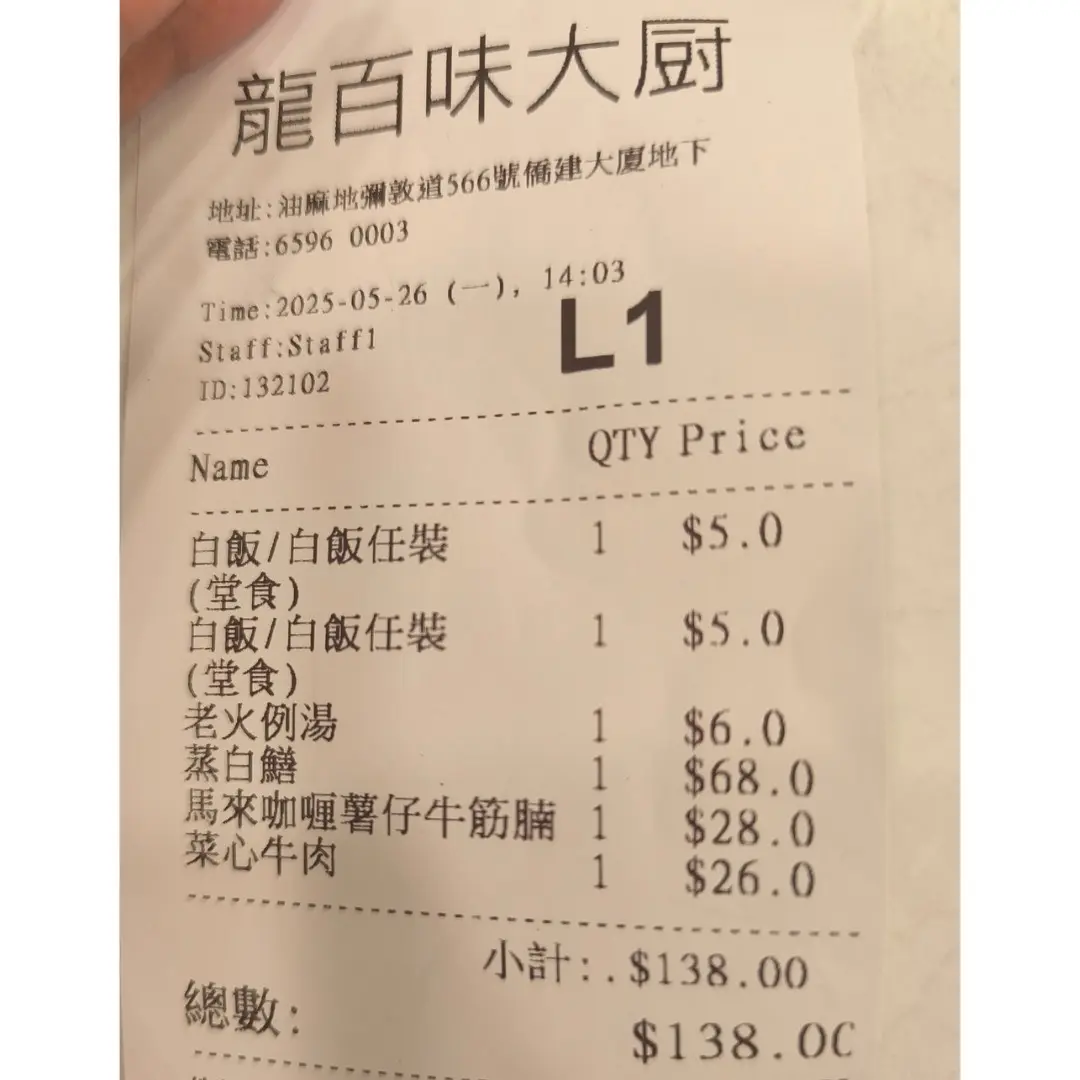 龍百味大厨
地址:油麻地彌敦道566號僑建大廈地下
電話:6596 0003
Time:2025-05-26 (一), 14:03
Staff:Staff1
L1
ID:132102
Name QTY Price
白飯/白飯任裝 1 $5.0
(堂食)
白飯/白飯任裝 1 $5.0
(堂食)
老火例湯 1 $6.0
蒸白鱔 1 $68.0
馬來咖喱薯仔牛筋腩 1 $28.0
菜心牛肉 1 $26.0
小計:.$138.00
總數:
$138.00